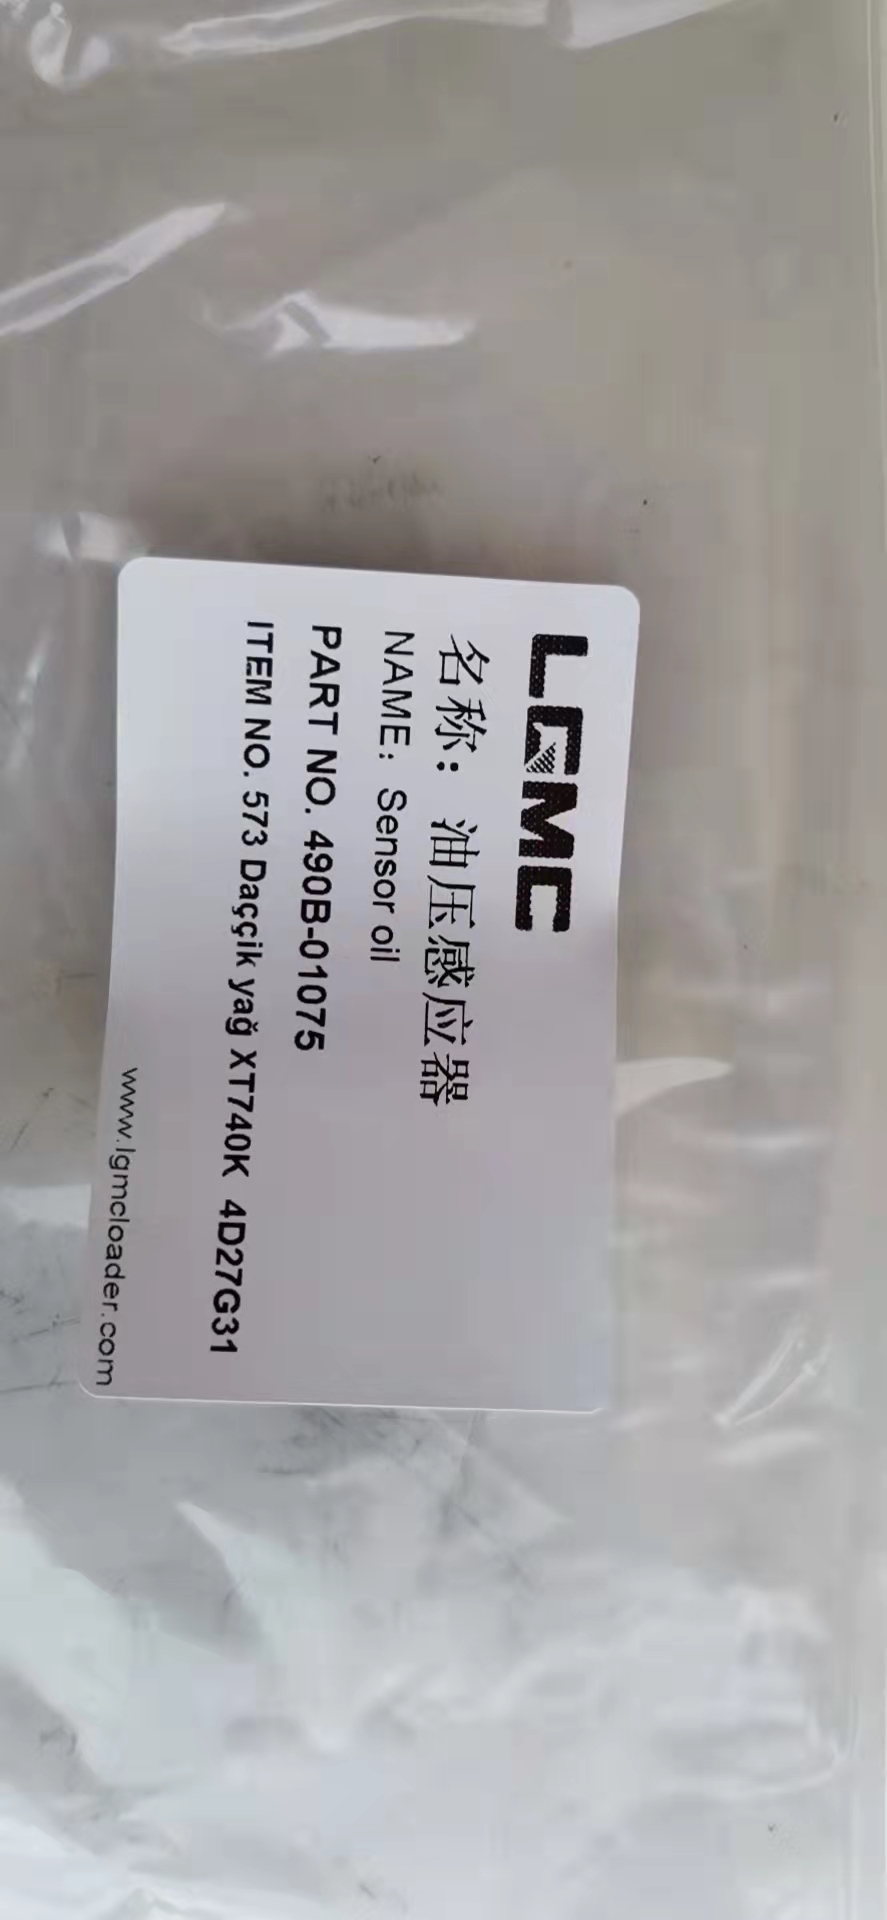 LGMC
名称：油压感应器
NAME：Sensor oil
PART NO. 490B-01075
ITEM NO. 573 Daççik yağ XT740K 4D27G31
www.lgmcloader.com